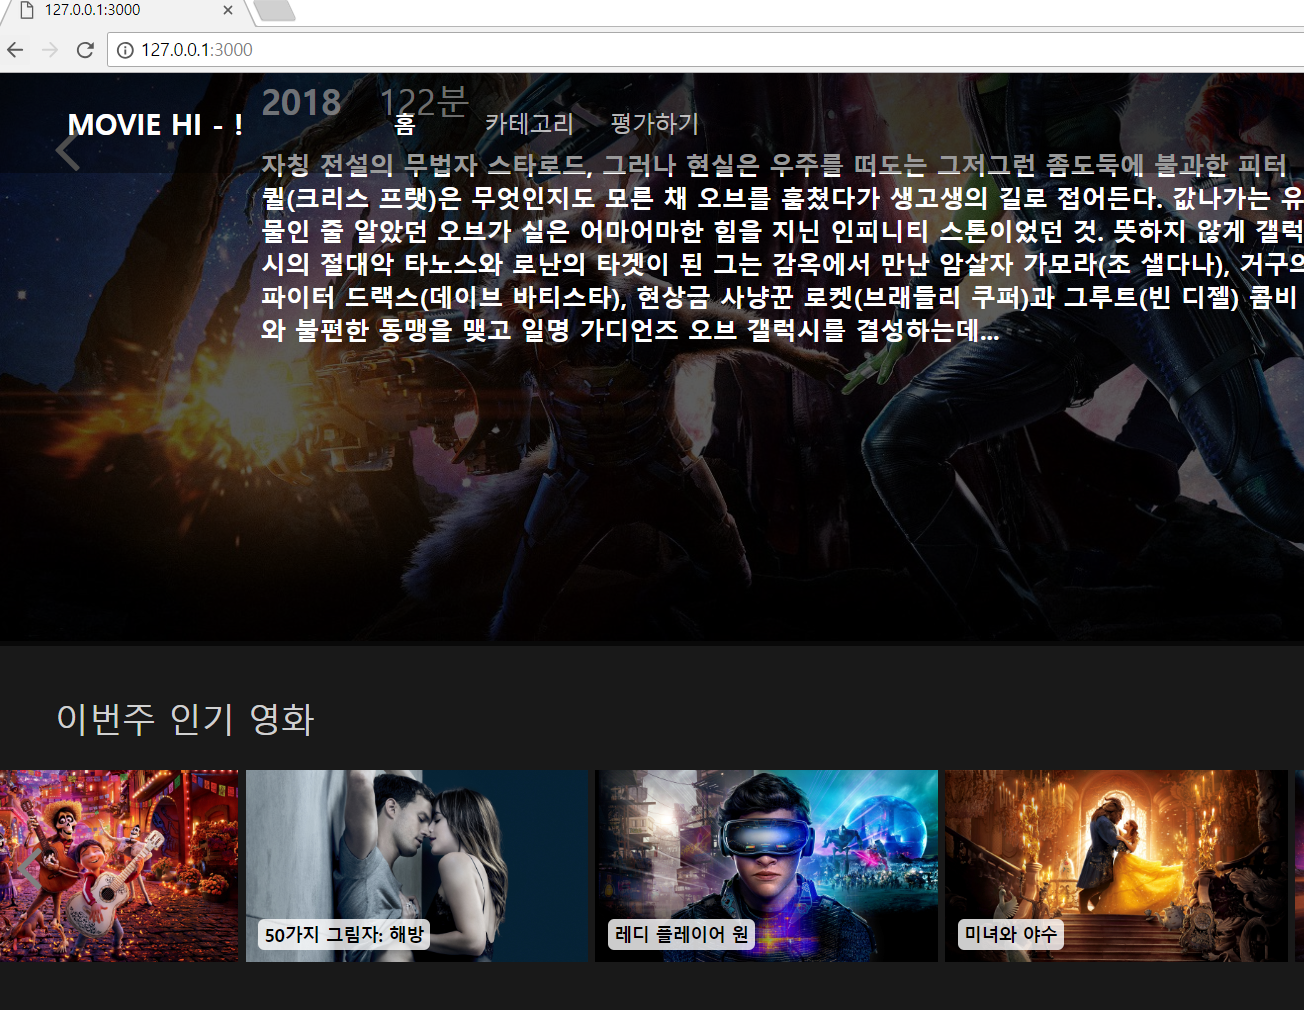 127.0.0.1:3000
127.0.0.1:3000
2018 122분
MOVIE HI - ! 홈 카테고리 평가하기
자칭 전설의 무법자 스타로드, 그러나 현실은 우주를 떠도는 그저그런 좀도둑에 불과한 피터
퀼(크리스 프랫)은 무엇인지도 모른 채 오브를 훔쳤다가 생고생의 길로 접어든다. 값나가는 유
물인 줄 알았던 오브가 실은 어마어마한 힘을 지닌 인피니티 스톤이었던 것. 뜻하지 않게 갤럭
시의 절대악 타노스와 로난의 타겟이 된 그는 감옥에서 만난 암살자 가모라(조 샐다나), 거구의
파이터 드랙스(데이브 바티스타), 현상금 사냥꾼 로켓(브래들리 쿠퍼)과 그루트(빈 디젤) 콤비
와 불편한 동맹을 맺고 일명 가디언즈 오브 갤럭시를 결성하는데...
이번주 인기 영화
50가지 그림자: 해방
레디 플레이어 원
미녀와 야수